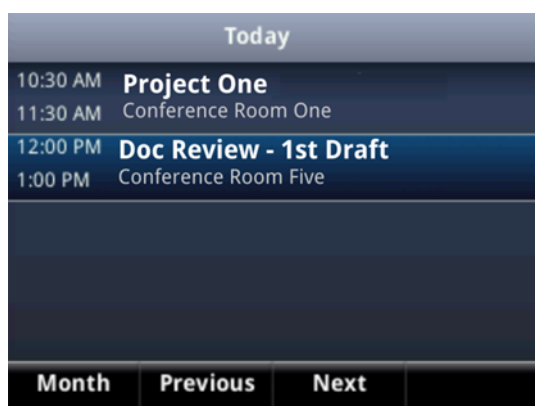 Today
10:30 AM Project One
11:30 AM Conference Room One
12:00 PM Doc Review - 1st Draft
1:00 PM Conference Room Five
Month Previous Next